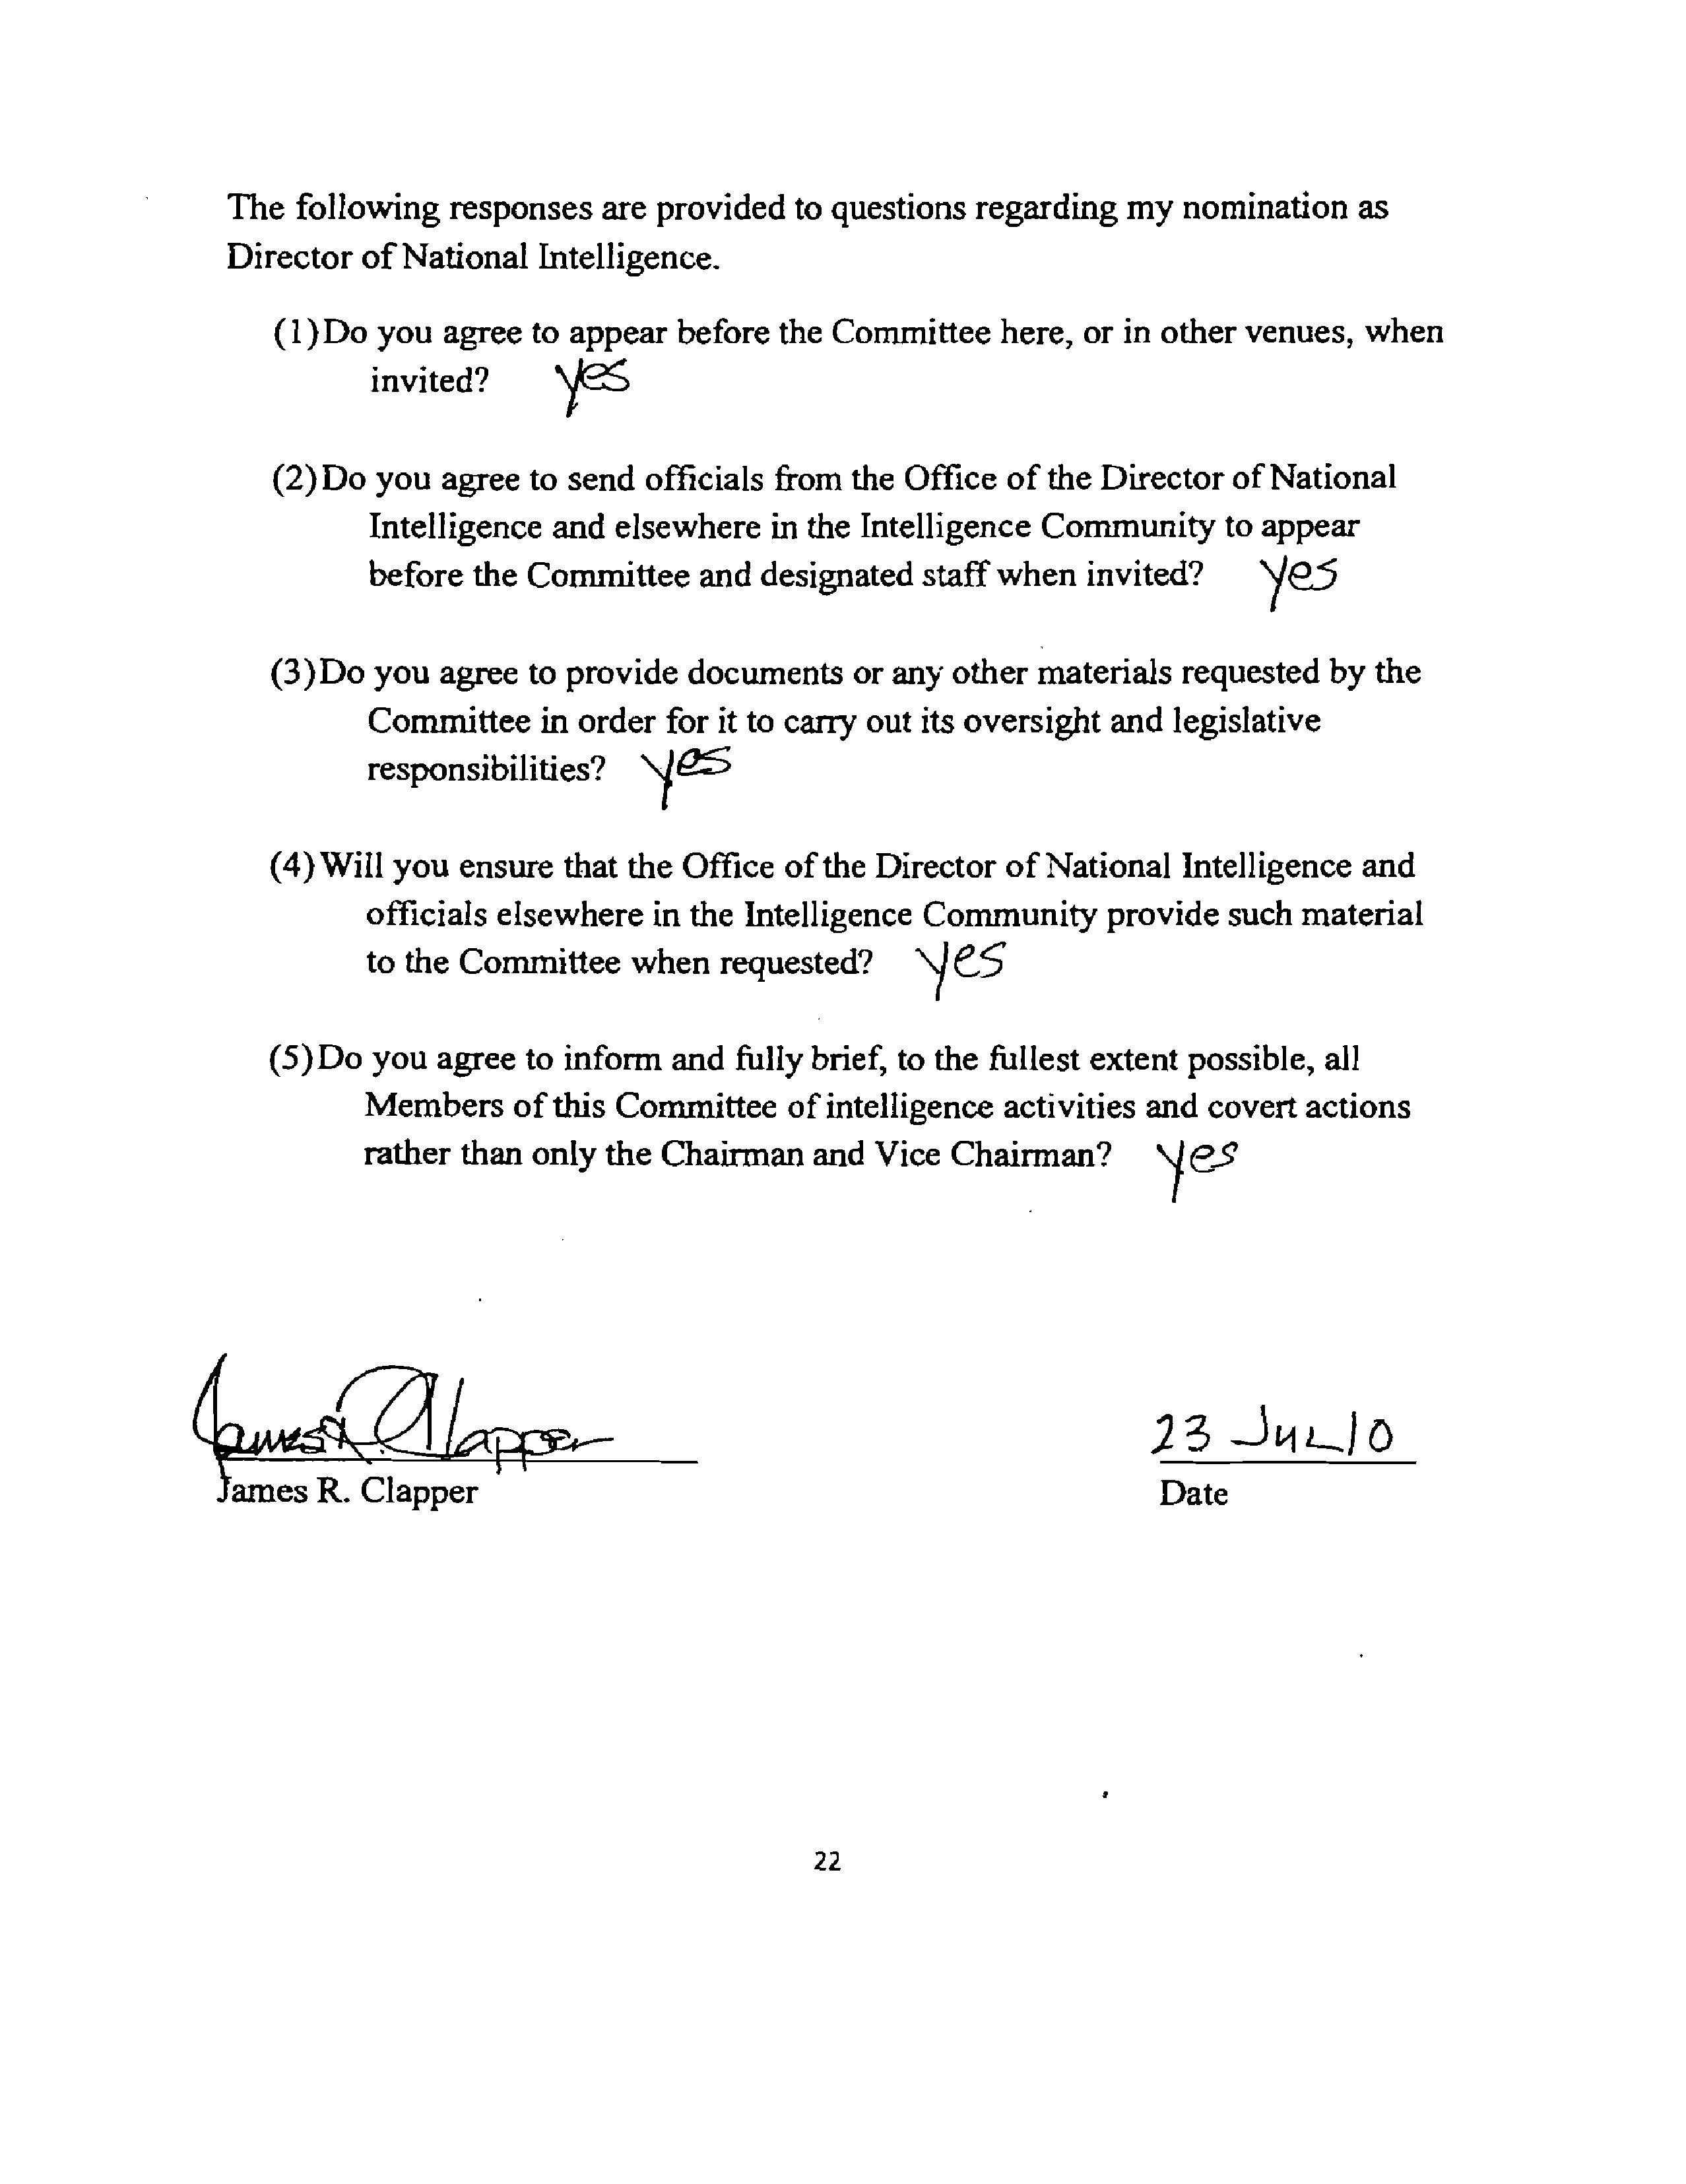 The following responses are provided to questions regarding my nomination as
Director of National Intelligence.
(1)Do you agree to appear before the Committee here, or in other venues, when
invited? yes
(2)Do you agree to send officials from the Office of the Director of National
Intelligence and elsewhere in the Intelligence Community to appear
before the Committee and designated staff when invited? yes
(3)Do you agree to provide documents or any other materials requested by the
Committee in order for it to carry out its oversight and legislative
responsibilities? yes
(4)Will you ensure that the Office of the Director of National Intelligence and
officials elsewhere in the Intelligence Community provide such material
to the Committee when requested? yes
(5)Do you agree to inform and fully brief, to the fullest extent possible, all
Members of this Committee of intelligence activities and covert actions
rather than only the Chairman and Vice Chairman? yes
James R Clapper 23 JUL 10
James R. Clapper Date
22